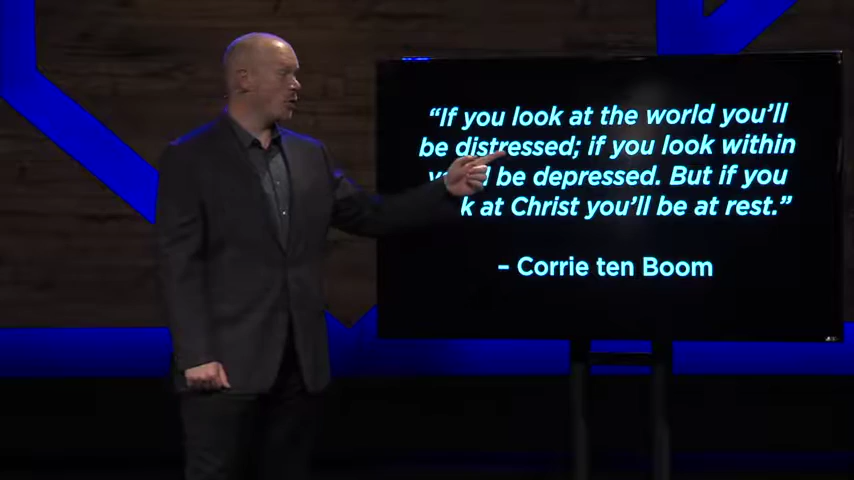 “If you look at the world you’ll
be distressed; if you look within
be depressed. But if you
at Christ you’ll be at rest.”
– Corrie ten Boom